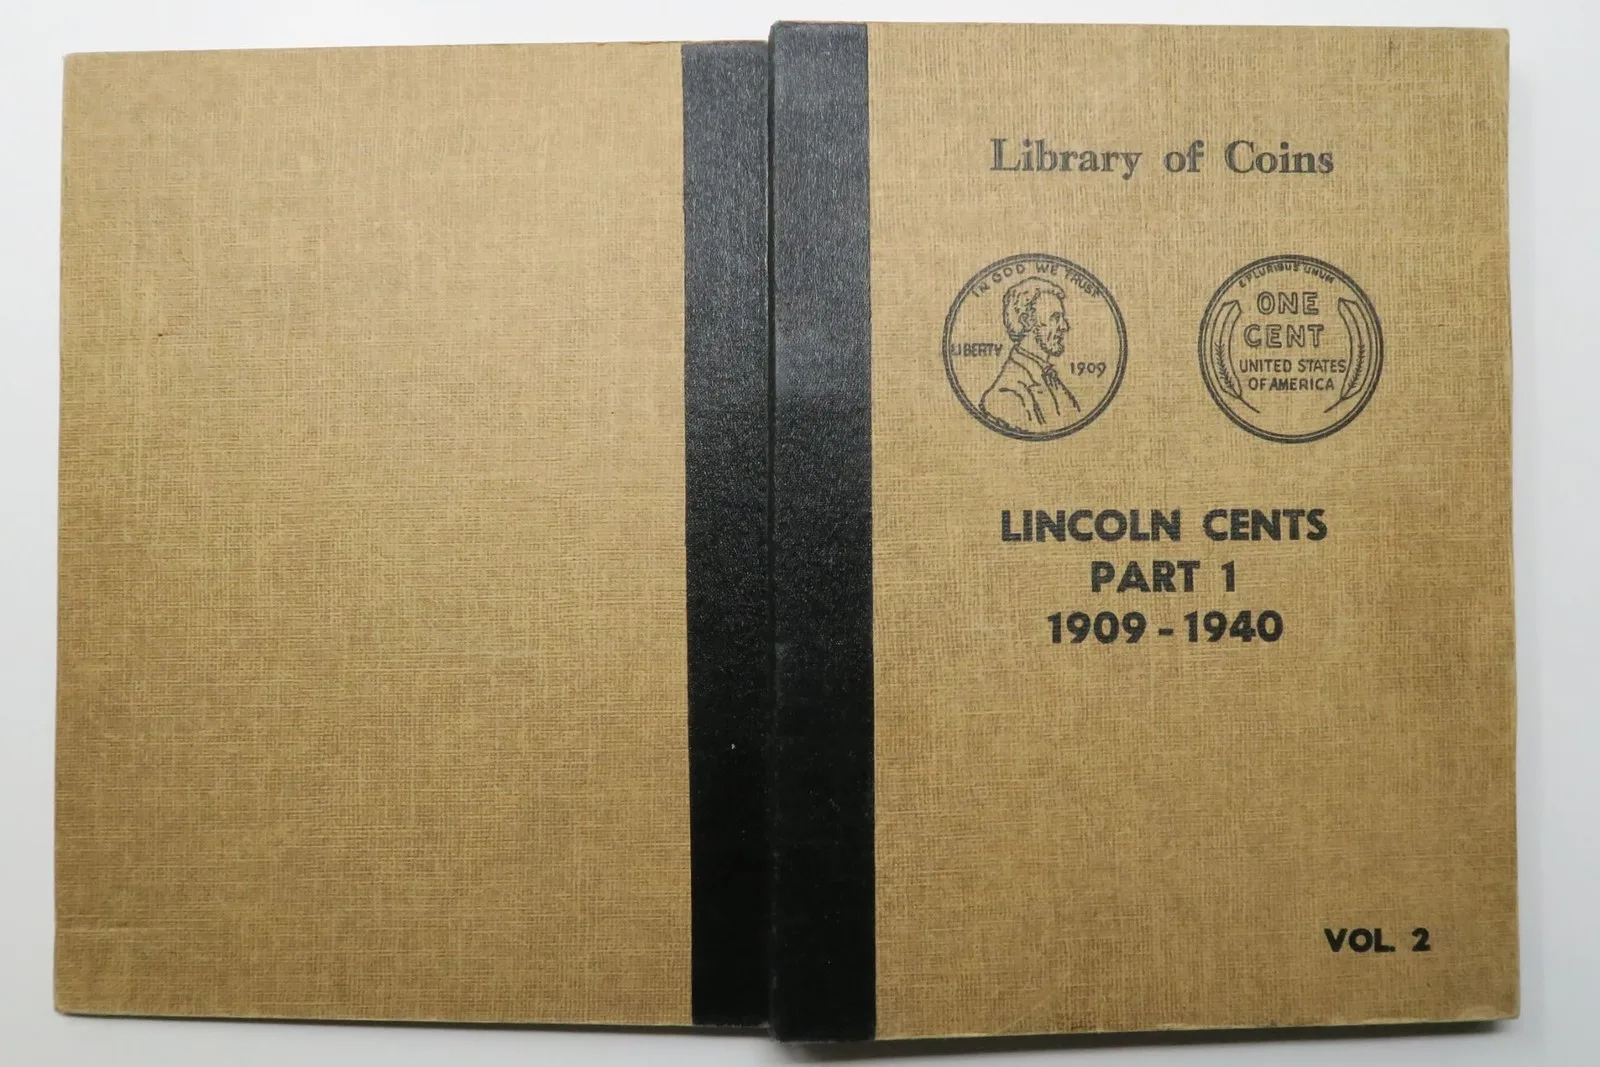 Library of Coins
IN GOD WE TRUST
LIBERTY
1909
E PLURIBUS UNUM
ONE
CENT
UNITED STATES
OF AMERICA
LINCOLN CENTS
PART 1
1909 - 1940
VOL. 2